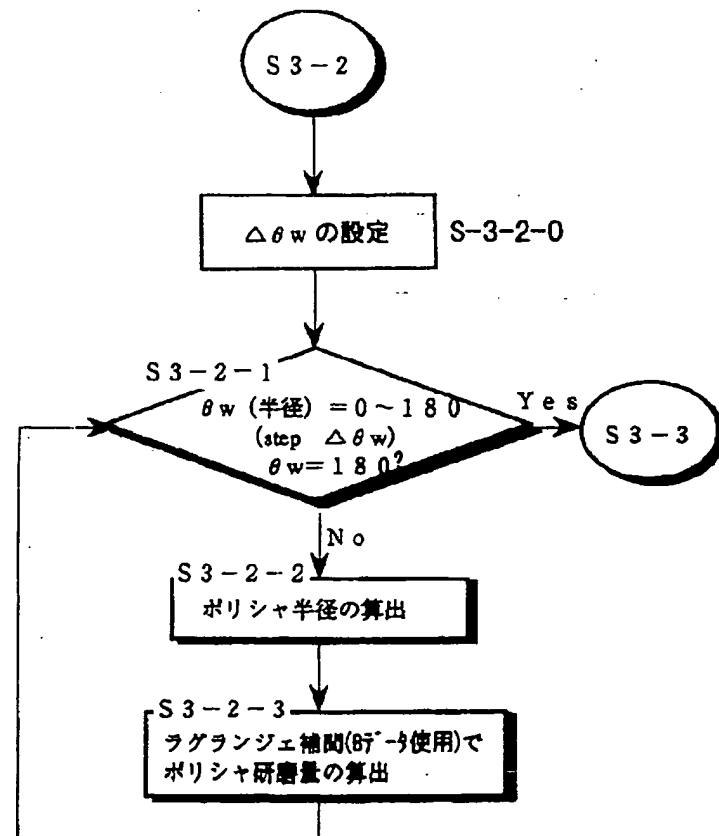 S3-2
△θwの設定
S-3-2-0
S3-2-1
θw(半径)=0~180
(step △θw)
θw=180?
Yes
S3-3
No
S3-2-2
ポリシャ半径の算出
S3-2-3
ラグランジェ補間(Bデータ使用)で
ポリシャ研磨量の算出